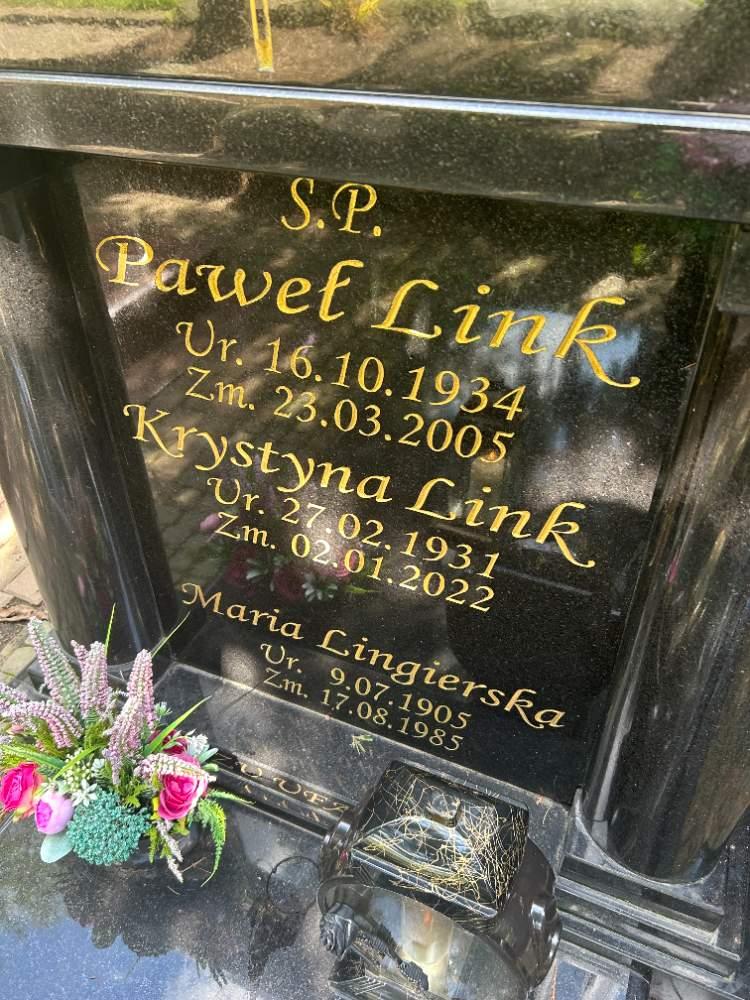 S.P.
Paweł Link
Ur. 16.10.1934
Zm. 23.03.2005
Krystyna Link
Ur. 27.02.1931
Zm. 02.01.2022
Maria Lingierska
Ur. 9.07.1905
Zm. 17.08.1985